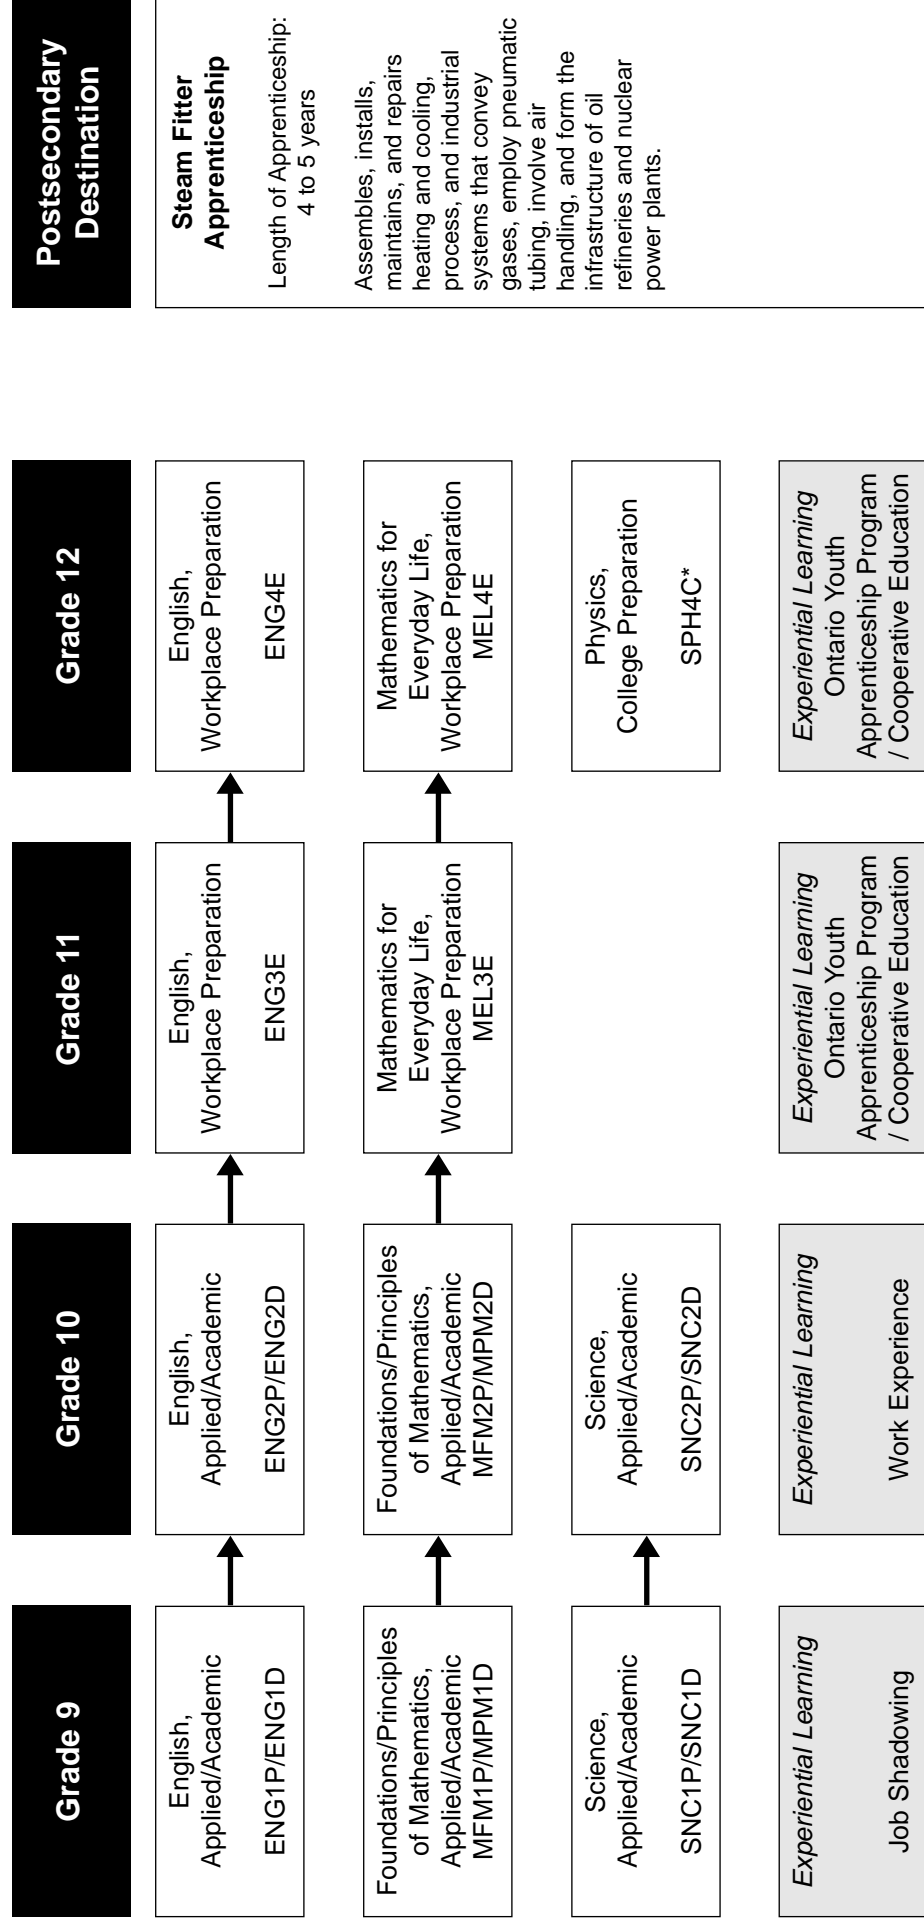 Grade 9
Grade 10
Grade 11
Grade 12
Postsecondary
Destination
English,
Applied/Academic
ENG1P/ENG1D
English,
Applied/Academic
ENG2P/ENG2D
English,
Workplace Preparation
ENG3E
English,
Workplace Preparation
ENG4E
Steam Fitter
Apprenticeship
Length of Apprenticeship:
4 to 5 years
Assembles, installs,
maintains, and repairs
heating and cooling,
process, and industrial
systems that convey
gases, employ pneumatic
tubing, involve air
handling, and form the
infrastructure of oil
refineries and nuclear
power plants.
Foundations/Principles
of Mathematics,
Applied/Academic
MFM1P/MPM1D
Foundations/Principles
of Mathematics,
Applied/Academic
MFM2P/MPM2D
Mathematics for
Everyday Life,
Workplace Preparation
MEL3E
Mathematics for
Everyday Life,
Workplace Preparation
MEL4E
Science,
Applied/Academic
SNC1P/SNC1D
Science,
Applied/Academic
SNC2P/SNC2D
Physics,
College Preparation
SPH4C*
Experiential Learning
Job Shadowing
Experiential Learning
Work Experience
Experiential Learning
Ontario Youth
Apprenticeship Program
/ Cooperative Education
Experiential Learning
Ontario Youth
Apprenticeship Program
/ Cooperative Education